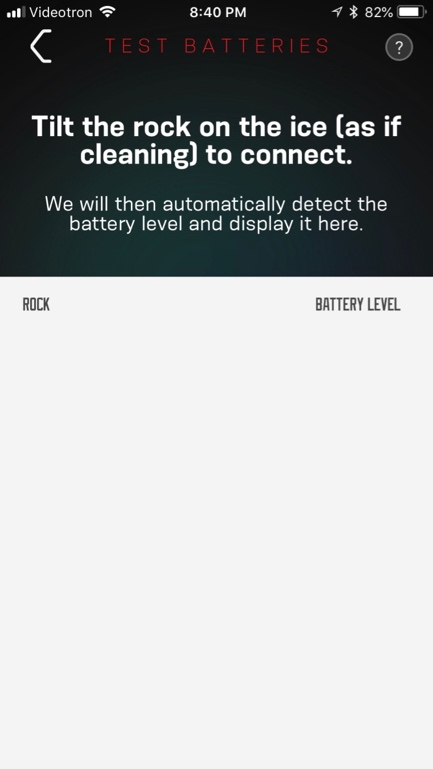 Videotron 8:40 PM 82%
TEST BATTERIES ?
Tilt the rock on the ice (as if
cleaning) to connect.
We will then automatically detect the
battery level and display it here.
ROCK BATTERY LEVEL